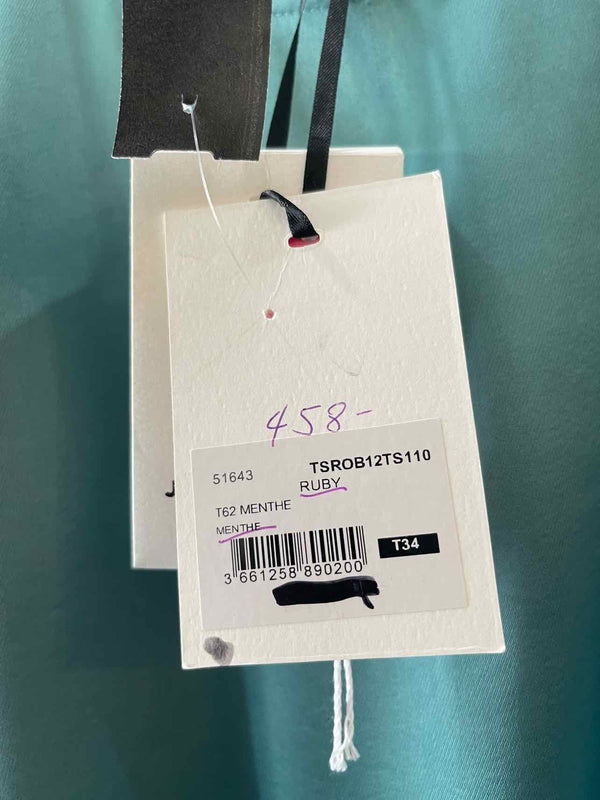 458-
51643
TSROB12TS110
RUBY
T62 MENTHE
MENTHE
T34
3 661258 890200
J